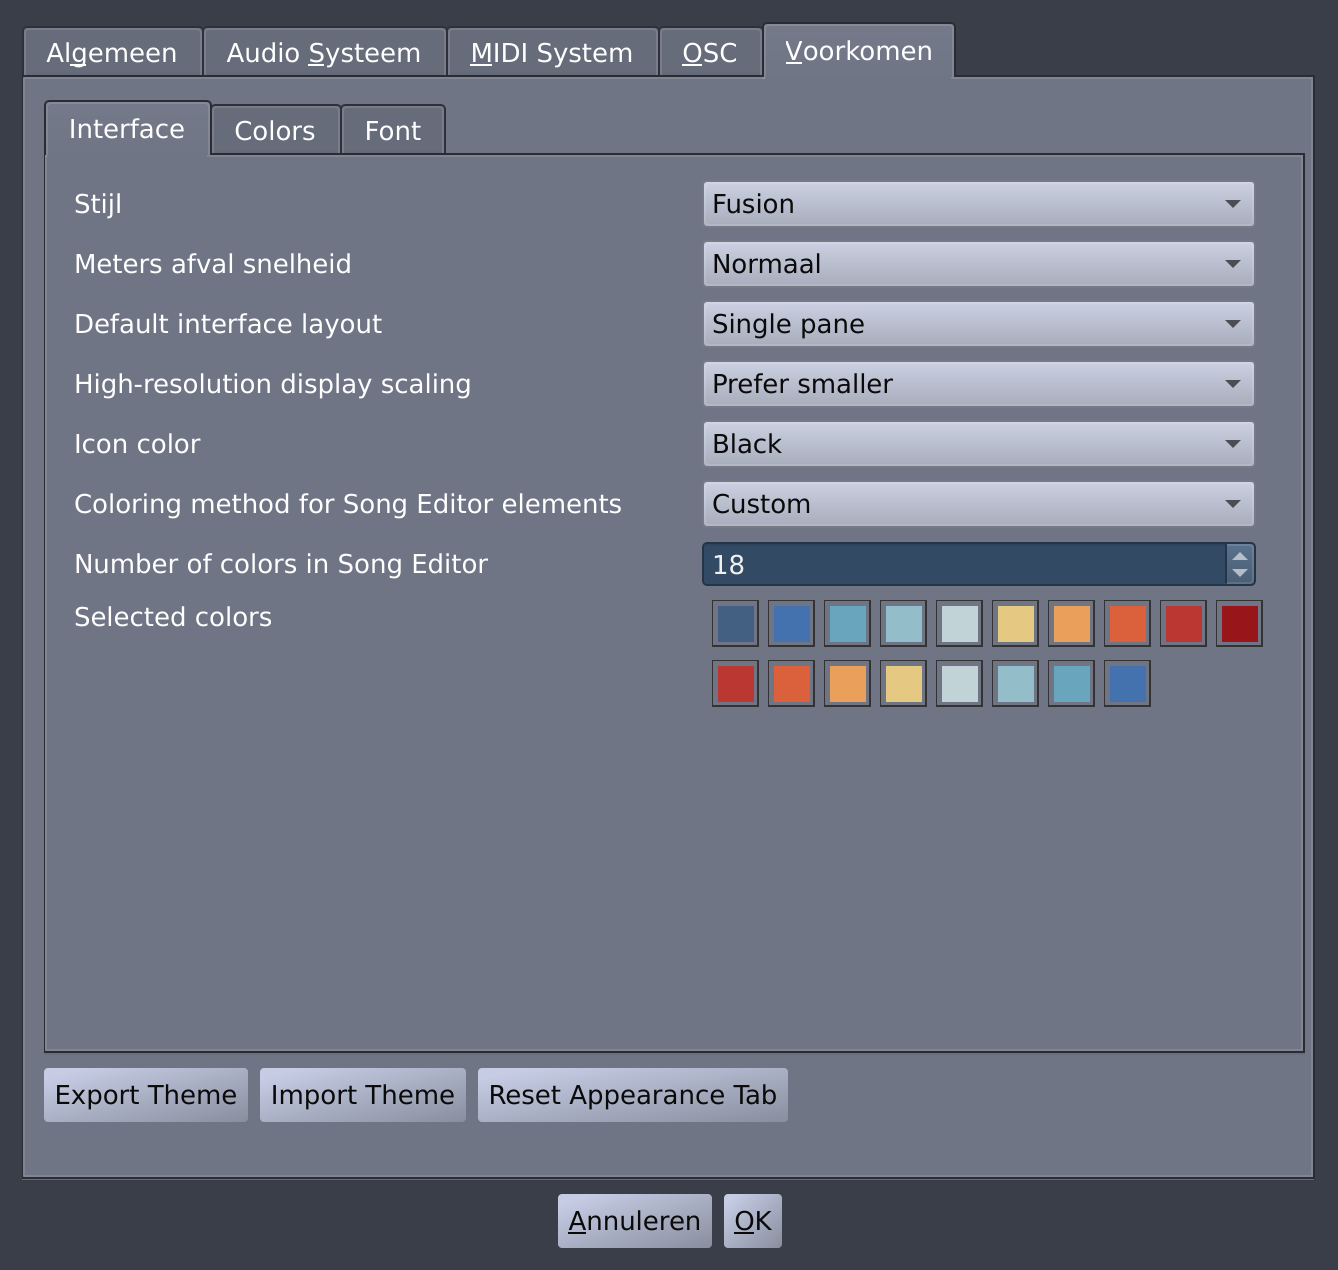 Algemeen Audio Systeem MIDI System OSC Voorkomen
Interface Colors Font
Stijl Fusion
Meters afval snelheid Normaal
Default interface layout Single pane
High-resolution display scaling Prefer smaller
Icon color Black
Coloring method for Song Editor elements Custom
Number of colors in Song Editor 18
Selected colors
Export Theme Import Theme Reset Appearance Tab
Annuleren OK